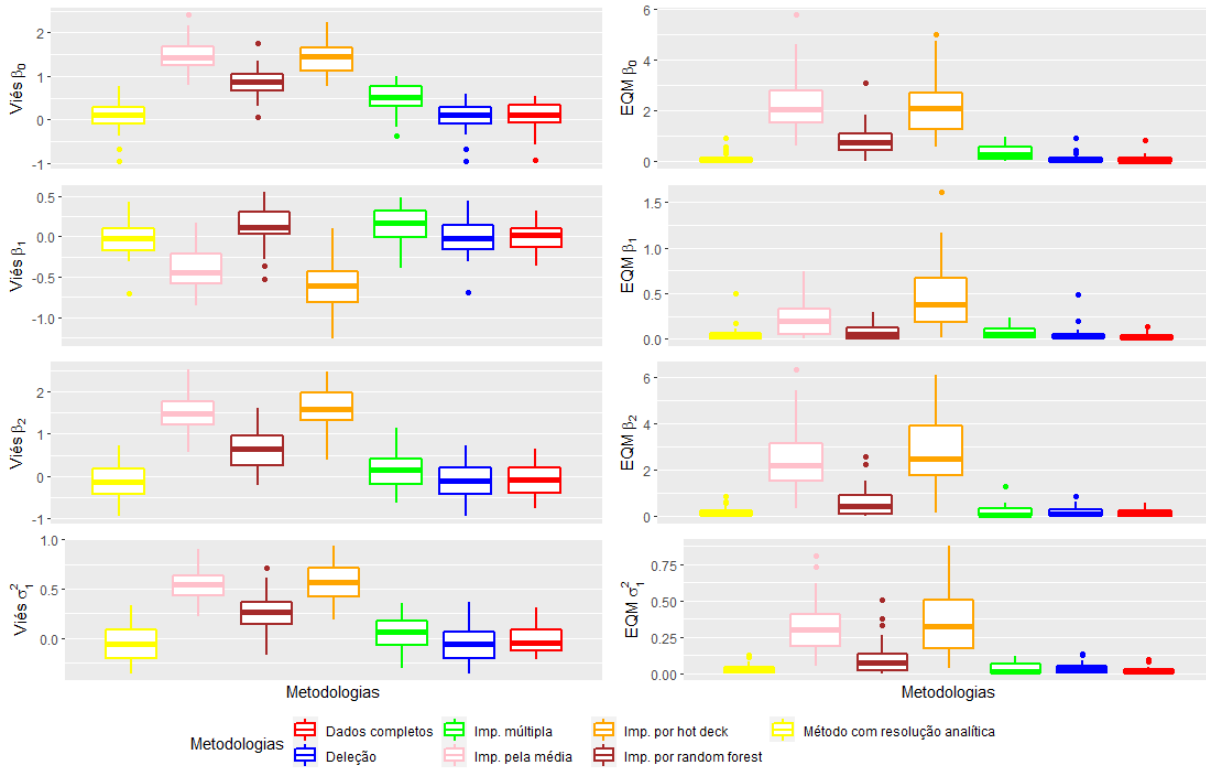 Viés β0
2
1
0
-1
EQM β0
6
4
2
0
Viés β1
0.5
0.0
-0.5
-1.0
EQM β1
1.5
1.0
0.5
0.0
Viés β2
2
1
0
-1
EQM β2
6
4
2
0
Viés σ²1
1.0
0.5
0.0
EQM σ²1
0.75
0.50
0.25
0.00
Metodologias
Metodologias
Metodologias
Dados completos
Imp. múltipla
Imp. por hot deck
Método com resolução analítica
Deleção
Imp. pela média
Imp. por random forest